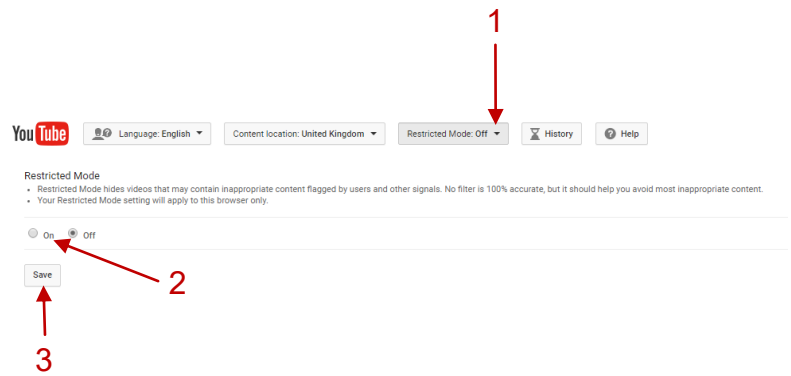 1
You Tube Language: English Content location: United Kingdom Restricted Mode: Off History Help
Restricted Mode
• Restricted Mode hides videos that may contain inappropriate content flagged by users and other signals. No filter is 100% accurate, but it should help you avoid most inappropriate content.
• Your Restricted Mode setting will apply to this browser only.
On Off
Save
2
3